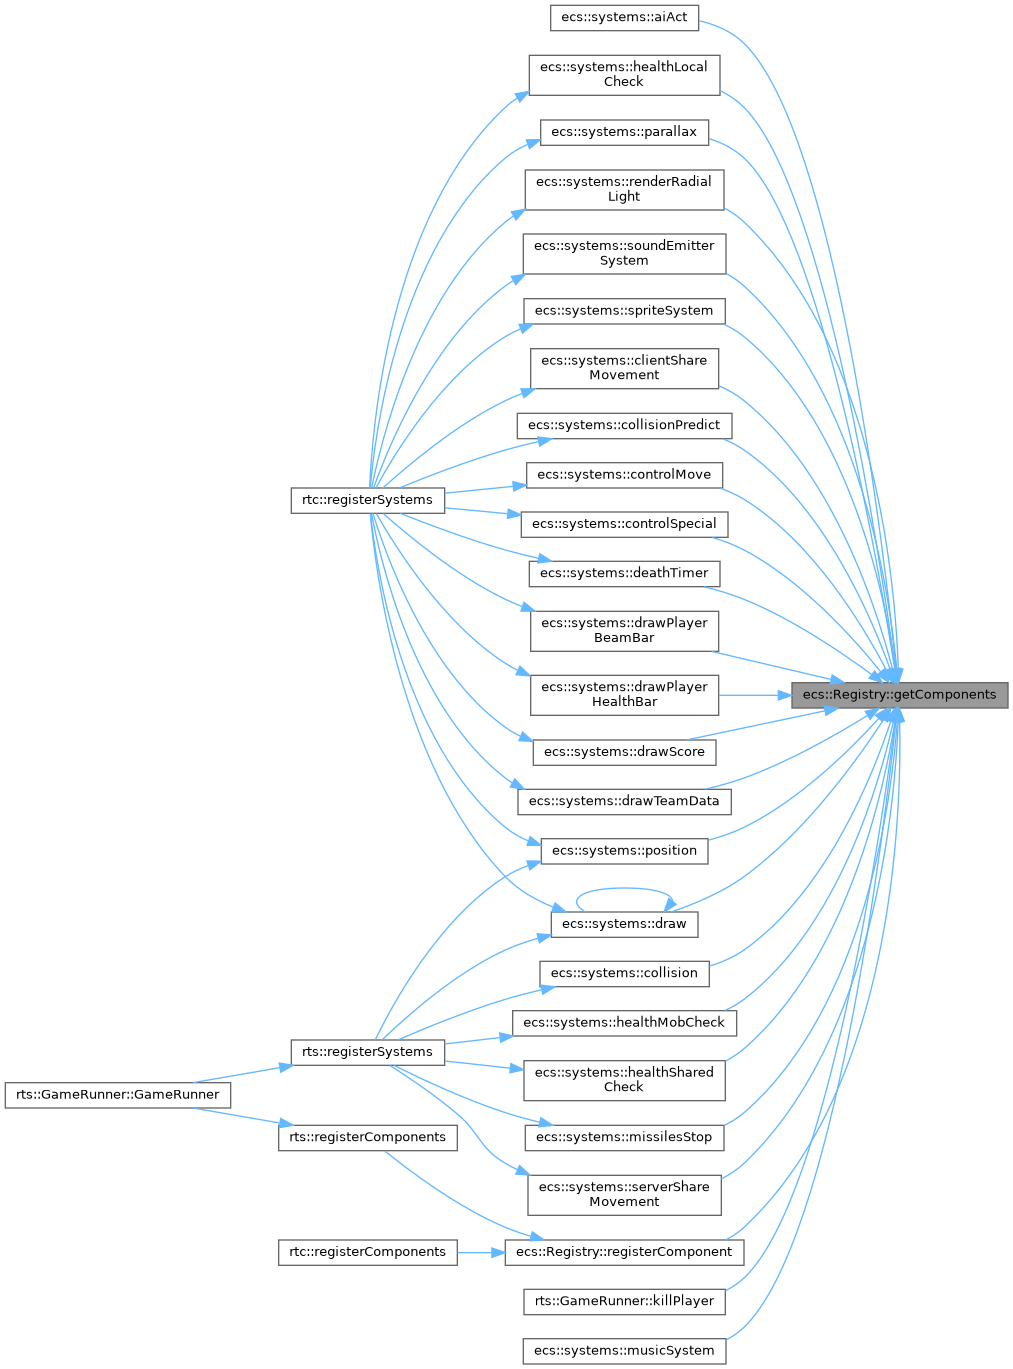 ecs::systems::aiAct
ecs::systems::healthLocal
Check
ecs::systems::parallax
ecs::systems::renderRadial
Light
ecs::systems::soundEmitter
System
ecs::systems::spriteSystem
ecs::systems::clientShare
Movement
ecs::systems::collisionPredict
ecs::systems::controlMove
rtc::registerSystems
ecs::systems::controlSpecial
ecs::systems::deathTimer
ecs::systems::drawPlayer
BeamBar
ecs::systems::drawPlayer
HealthBar
ecs::Registry::getComponents
ecs::systems::drawScore
ecs::systems::drawTeamData
ecs::systems::position
ecs::systems::draw
ecs::systems::collision
ecs::systems::healthMobCheck
rts::registerSystems
ecs::systems::healthShared
Check
rts::GameRunner::GameRunner
rts::registerComponents
ecs::systems::missilesStop
ecs::systems::serverShare
Movement
rtc::registerComponents
ecs::Registry::registerComponent
rts::GameRunner::killPlayer
ecs::systems::musicSystem